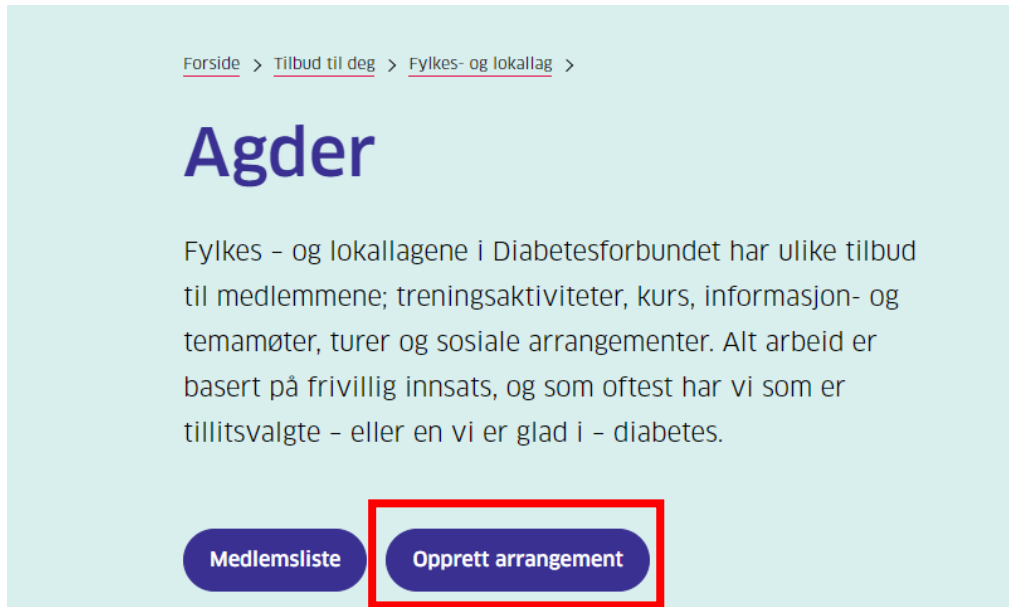 Forside > Tilbud til deg > Fylkes- og lokallag >
Agder
Fylkes – og lokallagene i Diabetesforbundet har ulike tilbud
til medlemmene; treningsaktiviteter, kurs, informasjon- og
temamøter, turer og sosiale arrangementer. Alt arbeid er
basert på frivillig innsats, og som oftest har vi som er
tillitsvalgte – eller en vi er glad i – diabetes.
Medlemsliste Opprett arrangement